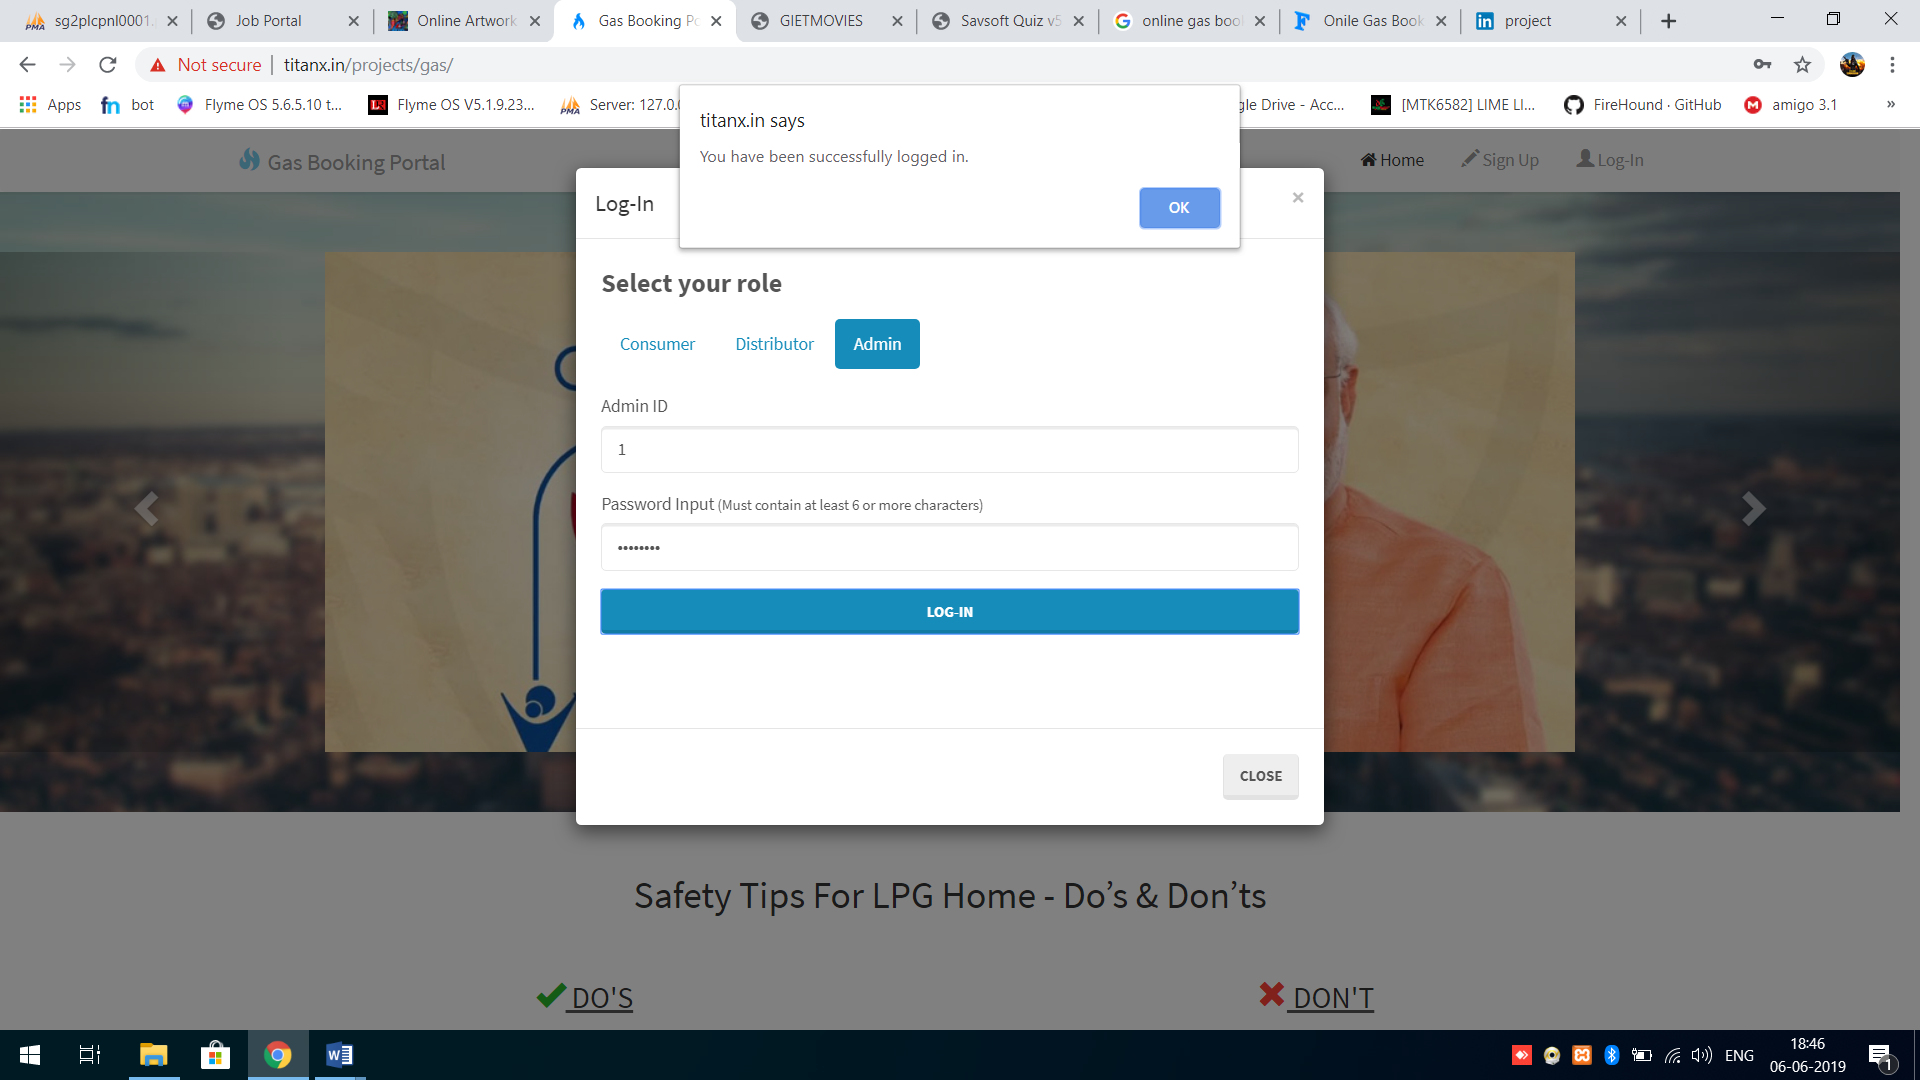 sg2plcpnl0001.
Job Portal
Online Artwork
Gas Booking Po
GIETMOVIES
Savsoft Quiz v5
online gas boo
Onile Gas Book
project
Not secure
titanx.in/projects/gas/
Apps
bot
Flyme OS 5.6.5.10 t...
Flyme OS V5.1.9.23...
Server: 127.0.
gle Drive - Acc...
[MTK6582] LIME LI...
FireHound · GitHub
amigo 3.1
»
titanx.in says
You have been successfully logged in.
OK
Gas Booking Portal
Home
Sign Up
Log-In
Log-In
×
Select your role
Consumer
Distributor
Admin
Admin ID
1
Password Input (Must contain at least 6 or more characters)
••••••••
LOG-IN
CLOSE
Safety Tips For LPG Home - Do’s & Don’ts
DO'S
DON'T
ENG
18:46
06-06-2019
1